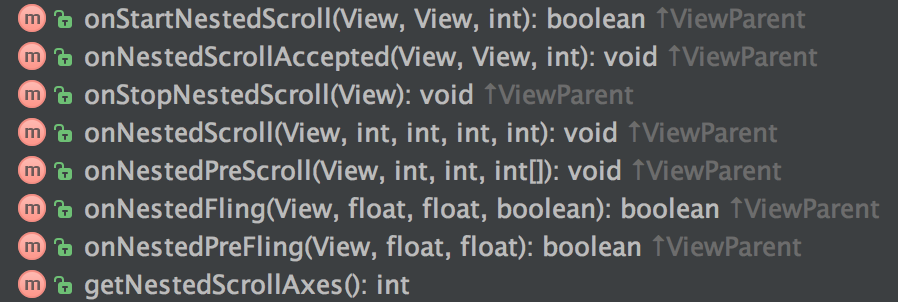 m onStartNestedScroll(View, View, int): boolean ↑ViewParent
m onNestedScrollAccepted(View, View, int): void ↑ViewParent
m onStopNestedScroll(View): void ↑ViewParent
m onNestedScroll(View, int, int, int, int): void ↑ViewParent
m onNestedPreScroll(View, int, int, int[]): void ↑ViewParent
m onNestedFling(View, float, float, boolean): boolean ↑ViewParent
m onNestedPreFling(View, float, float): boolean ↑ViewParent
m getNestedScrollAxes(): int